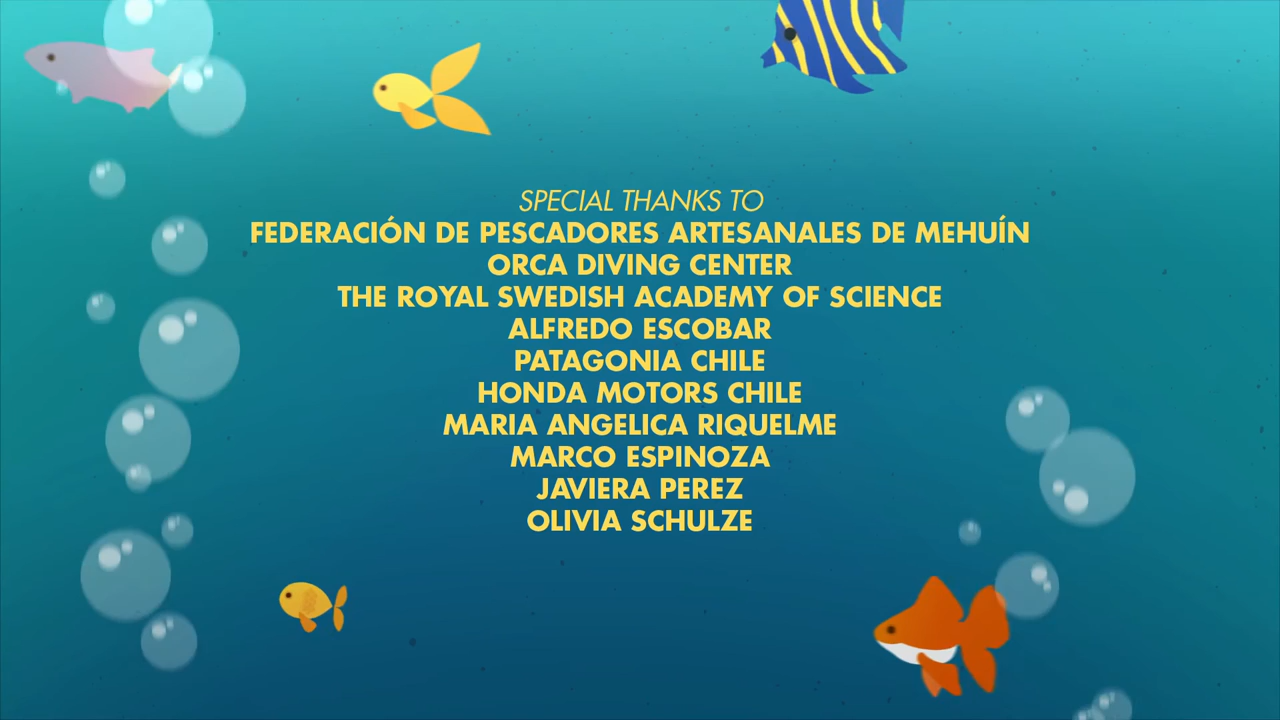 SPECIAL THANKS TO
FEDERACIÓN DE PESCADORES ARTESANALES DE MEHUÍN
ORCA DIVING CENTER
THE ROYAL SWEDISH ACADEMY OF SCIENCE
ALFREDO ESCOBAR
PATAGONIA CHILE
HONDA MOTORS CHILE
MARIA ANGELICA RIQUELME
MARCO ESPINOZA
JAVIERA PEREZ
OLIVIA SCHULZE